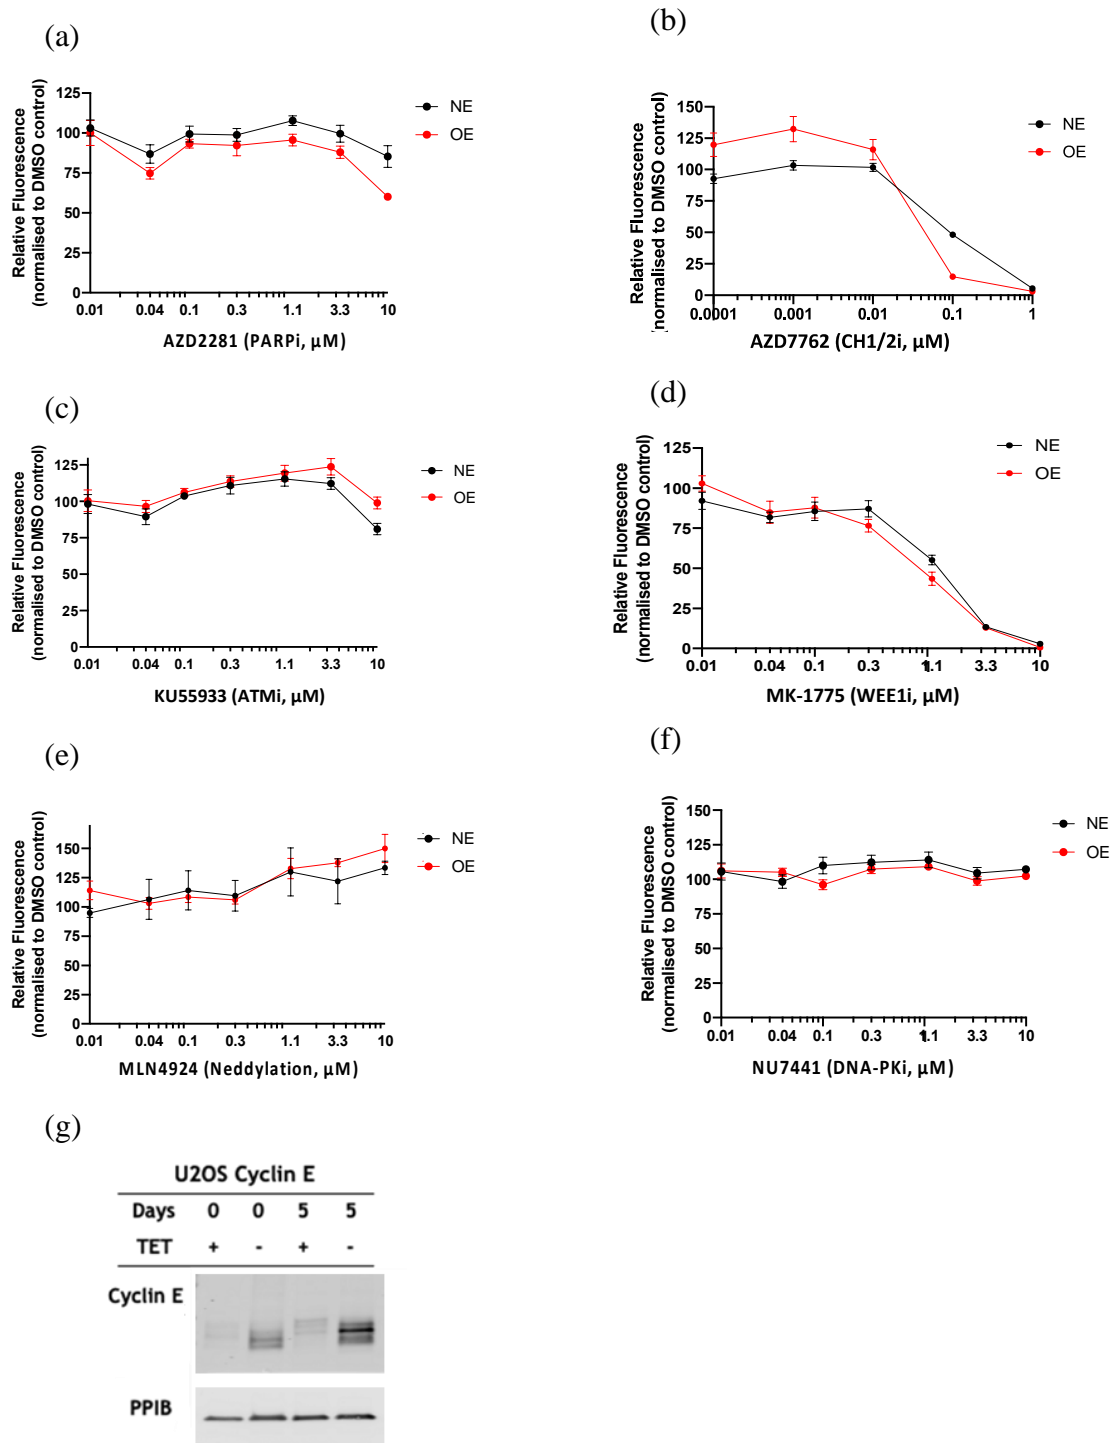 (a)
Relative Fluorescence
(normalised to DMSO control)
125
100
75
50
25
0
0.01 0.04 0.1 0.3 1.1 3.3 10
AZD2281 (PARPi, μM)
NE
OE
(b)
Relative Fluorescence
(normalised to DMSO control)
150
125
100
75
50
25
0
0.0001 0.001 0.01 0.1 1
AZD7762 (CH1/2i, μM)
NE
OE
(c)
Relative Fluorescence
(normalised to DMSO control)
125
100
75
50
25
0
0.01 0.04 0.1 0.3 1.1 3.3 10
KU55933 (ATMi, μM)
NE
OE
(d)
Relative Fluorescence
(normalised to DMSO control)
125
100
75
50
25
0
0.01 0.04 0.1 0.3 1.1 3.3 10
MK-1775 (WEE1i, μM)
NE
OE
(e)
Relative Fluorescence
(normalised to DMSO control)
150
125
100
75
50
25
0
0.01 0.04 0.1 0.3 1.1 3.3 10
MLN4924 (Neddylation, μM)
NE
OE
(f)
Relative Fluorescence
(normalised to DMSO control)
150
125
100
75
50
25
0
0.01 0.04 0.1 0.3 1.1 3.3 10
NU7441 (DNA-PKi, μM)
NE
OE
(g)
U2OS Cyclin E
Days 0 0 5 5
TET + - + -
Cyclin E
PPIB